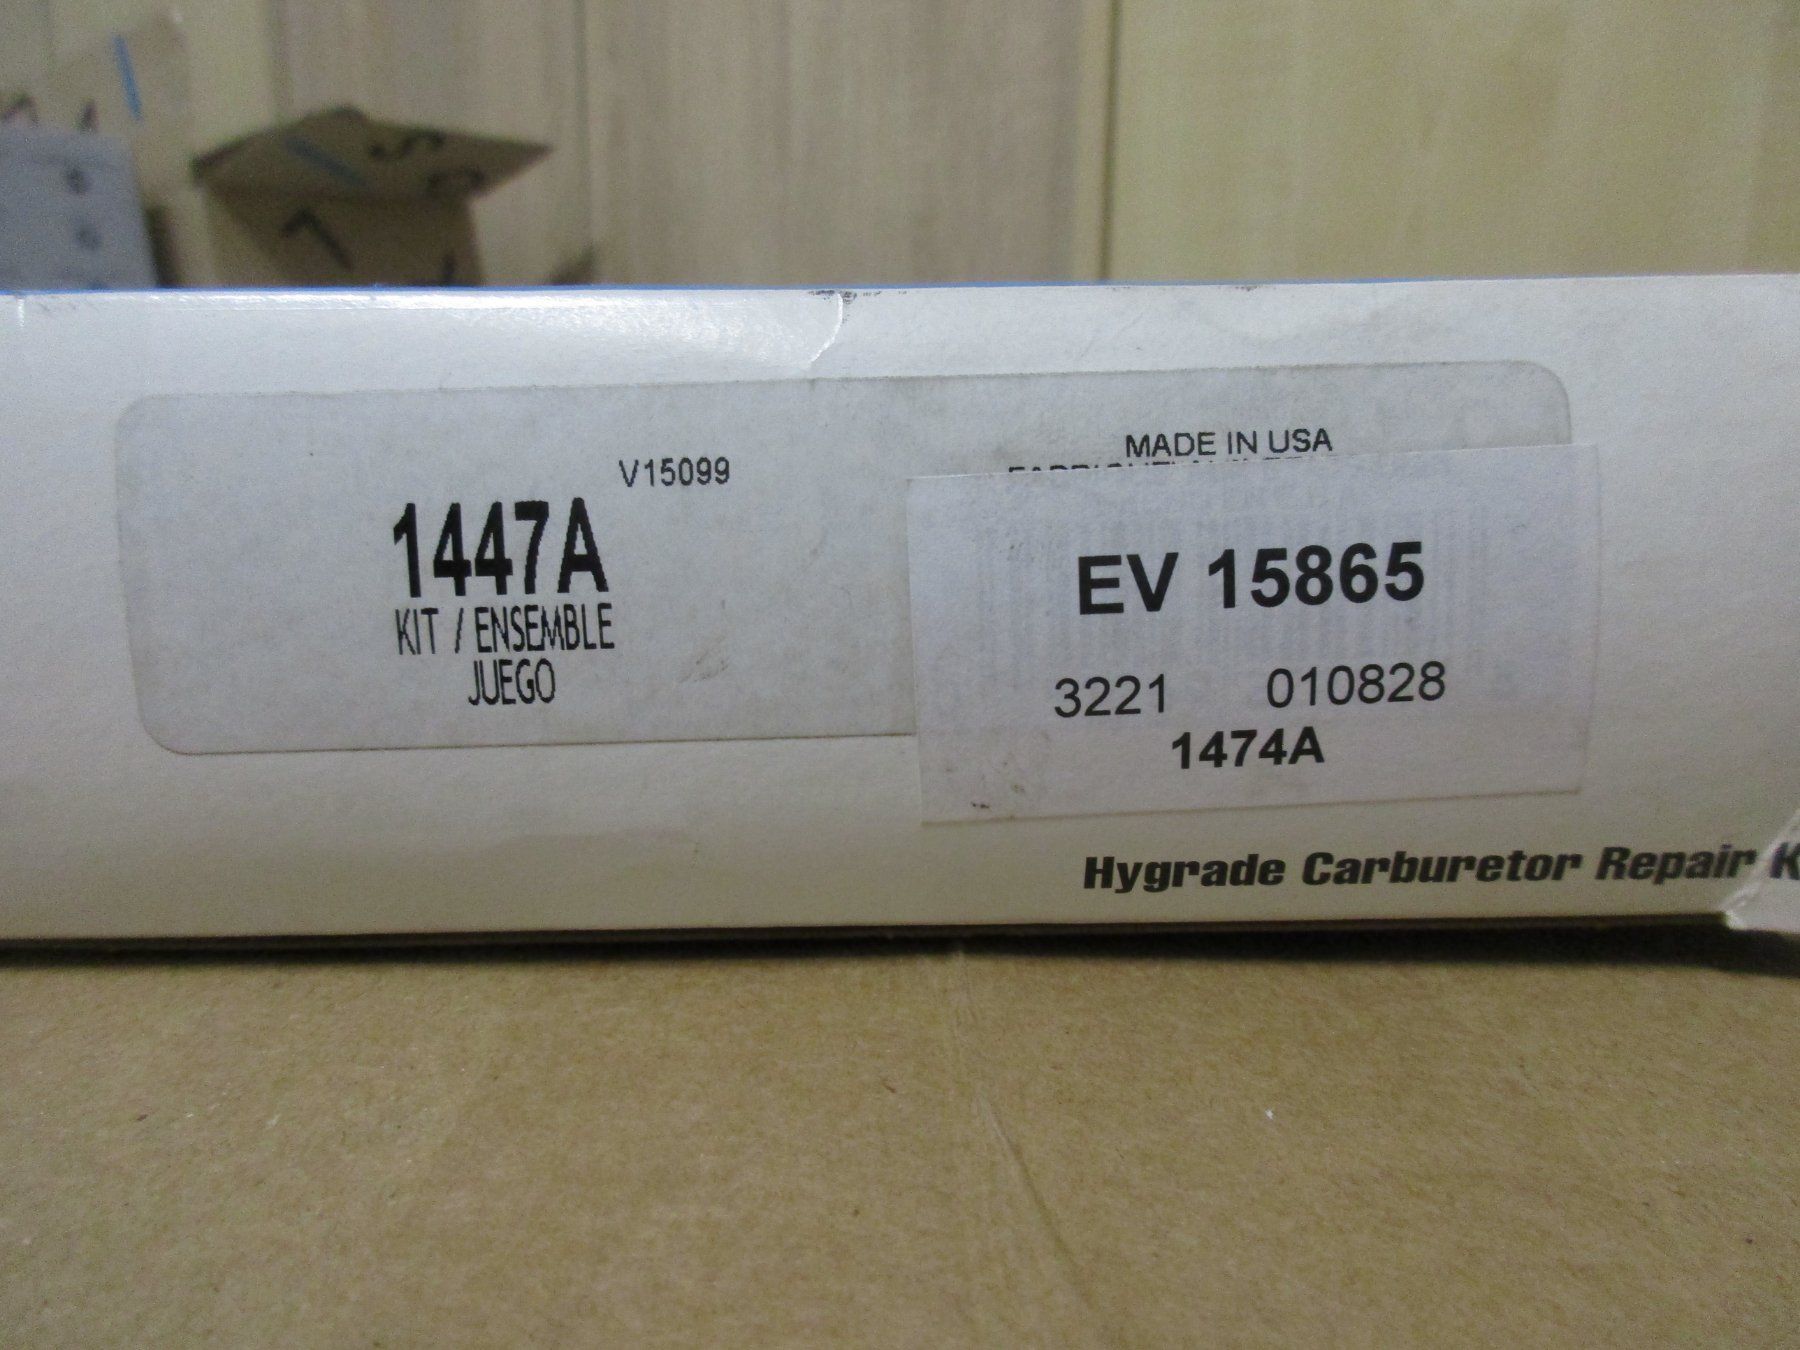 V15099
1447A
KIT / ENSEMBLE
JUEGO
MADE IN USA
EV 15865
3221 010828
1474A
Hygrade Carburetor Repair K